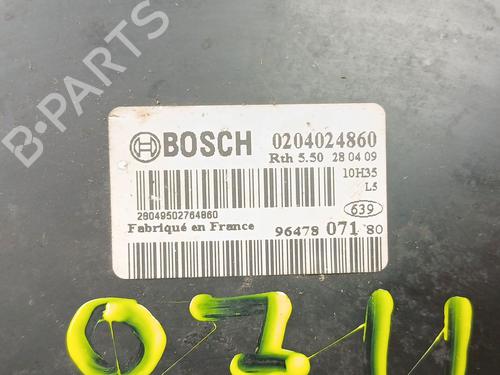 B-PARTS
BOSCH 0204024860
Rth 5.50 28 04 09
10H35
L5
28049502764860
639
Fabriqué en France 96478 071 80
0711